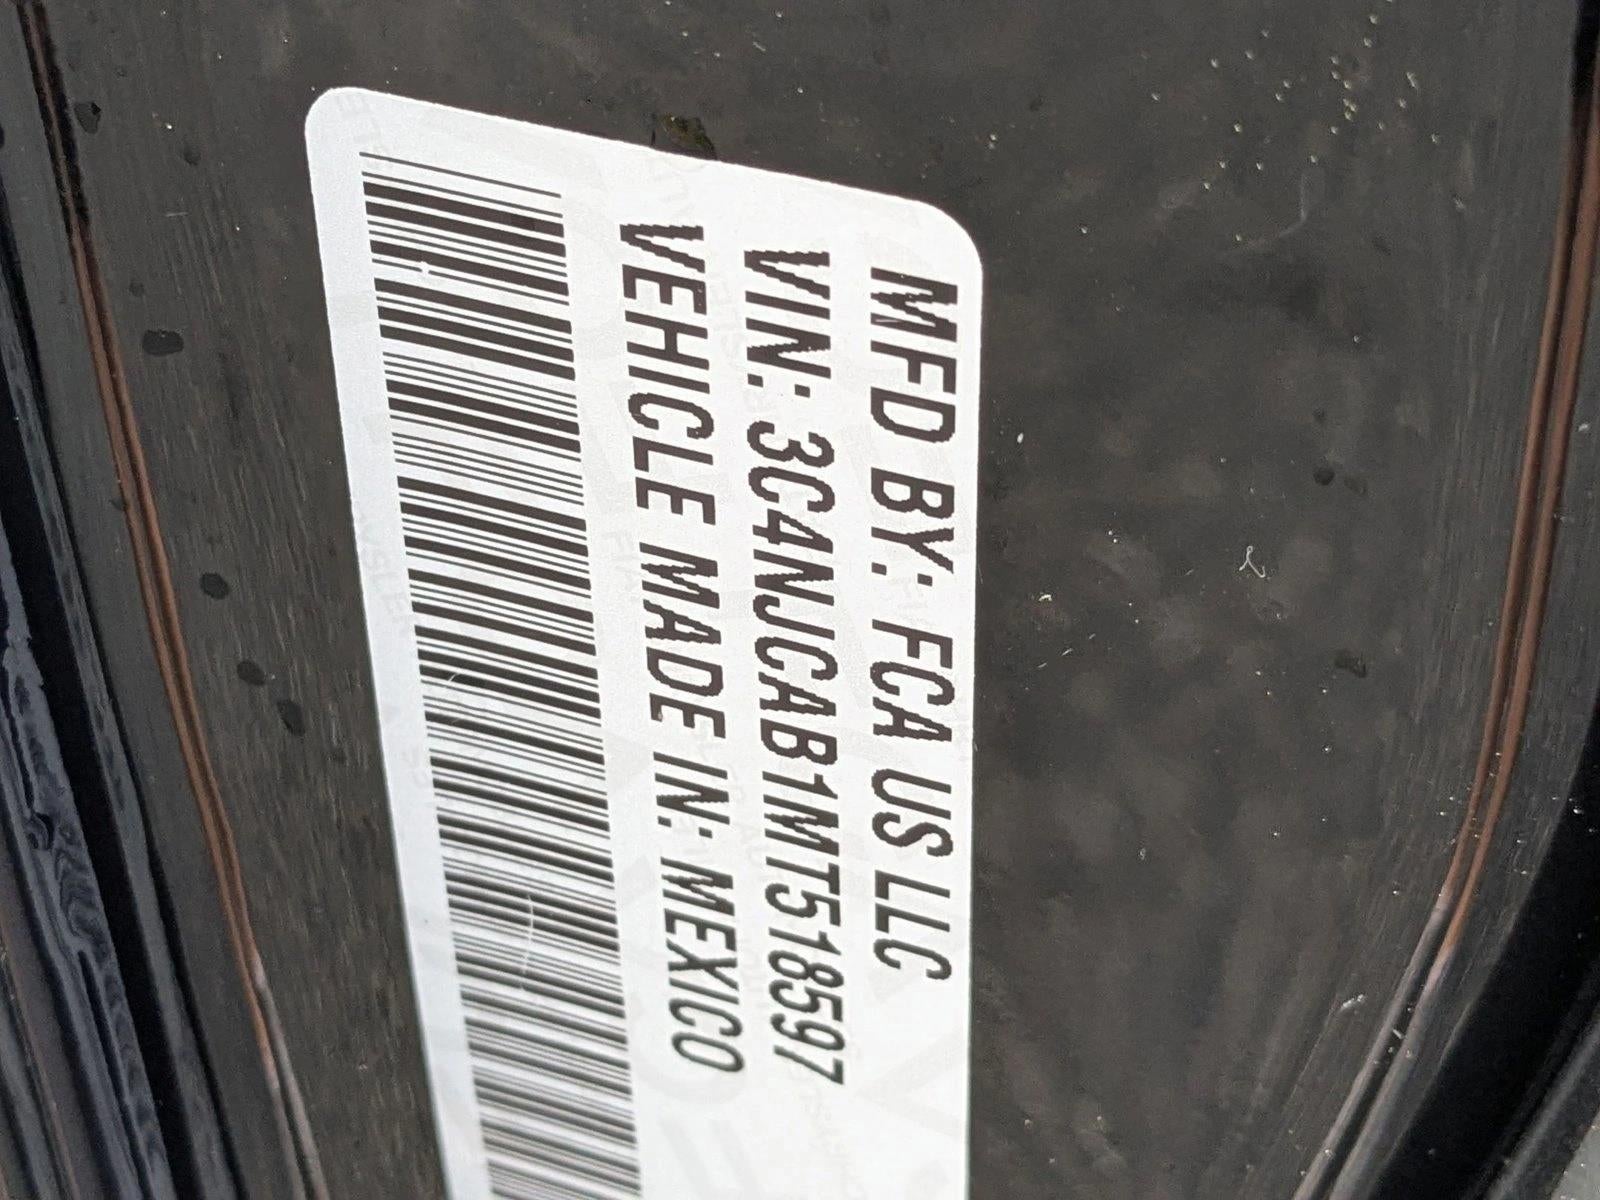 MFD BY: FCA US LLC
VIN: 3C4NJCAB1MT518597
VEHICLE MADE IN: MEXICO